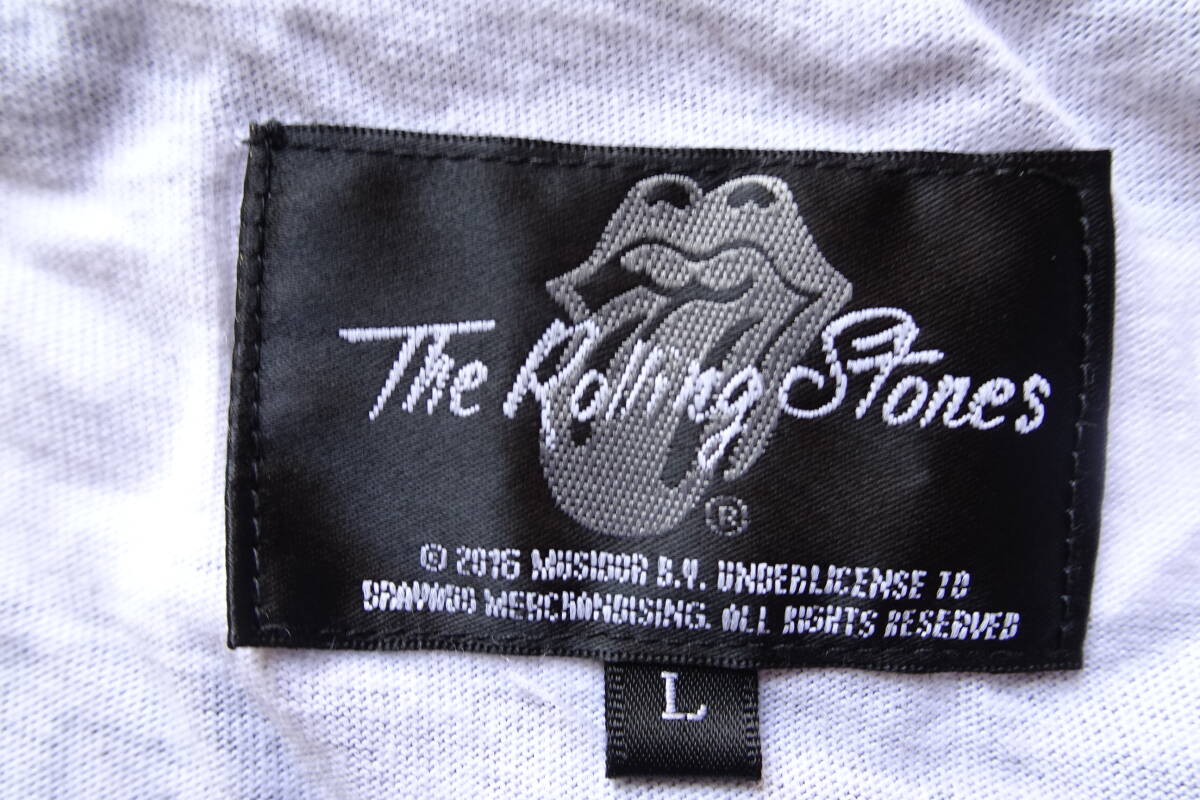 The Rolling Stones
®
© 2016 MUSIDOR B.V. UNDERLICENSE TO
BRAVADO MERCHANDISING. ALL RIGHTS RESERVED
L